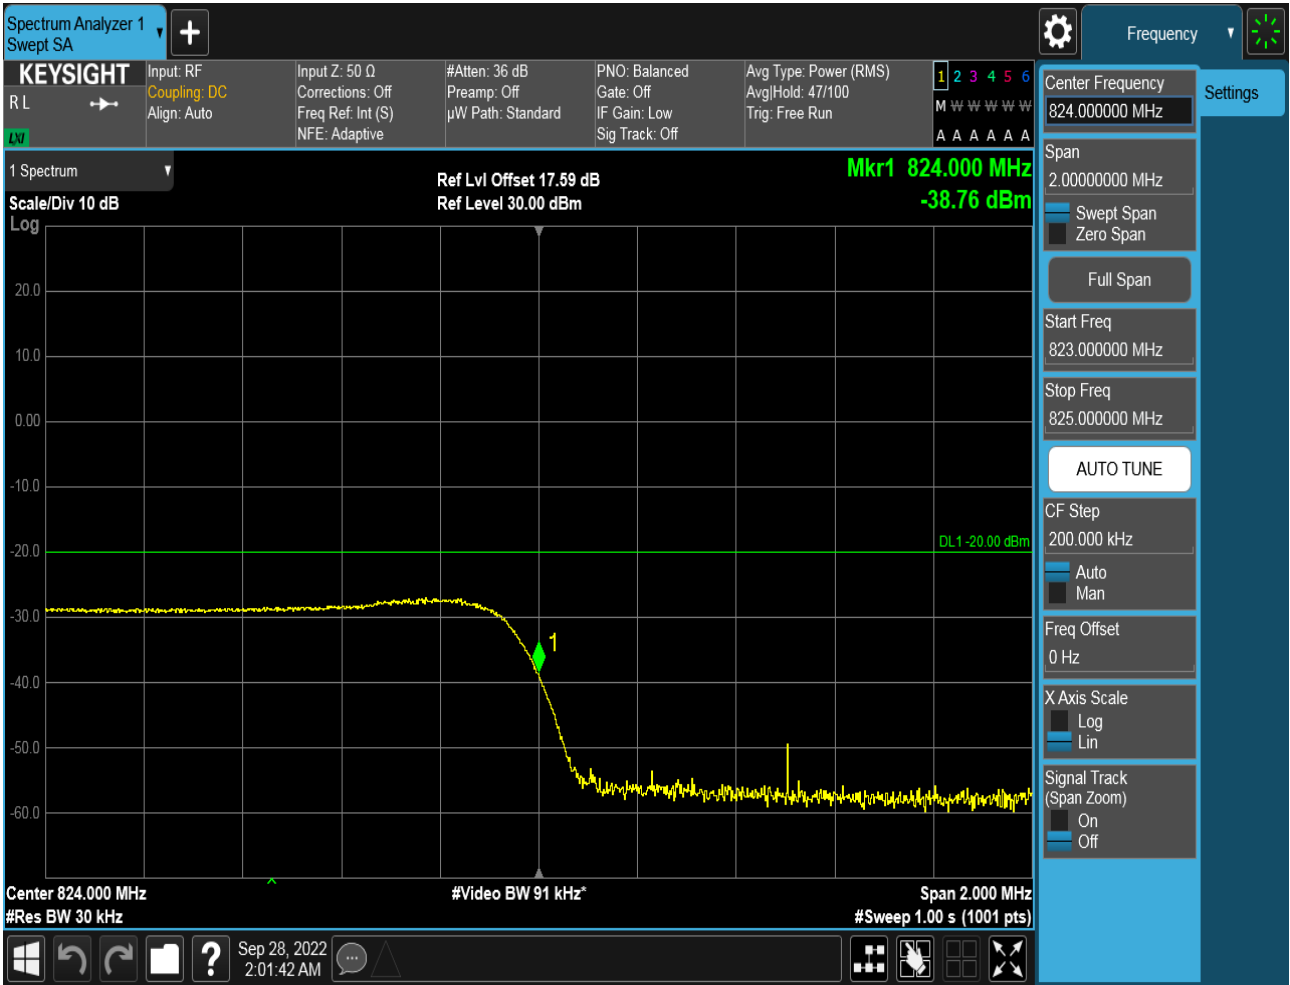 Spectrum Analyzer 1
Swept SA
Frequency
KEYSIGHT
R L
LXI
Input: RF
Coupling: DC
Align: Auto
Input Z: 50 Ω
Corrections: Off
Freq Ref: Int (S)
NFE: Adaptive
#Atten: 36 dB
Preamp: Off
µW Path: Standard
PNO: Balanced
Gate: Off
IF Gain: Low
Sig Track: Off
Avg Type: Power (RMS)
Avg|Hold: 47/100
Trig: Free Run
1 2 3 4 5 6
M W W W W W
A A A A A A
1 Spectrum
Scale/Div 10 dB
Log
Ref Lvl Offset 17.59 dB
Ref Level 30.00 dBm
Mkr1 824.000 MHz
-38.76 dBm
20.0
10.0
0.00
-10.0
-20.0
-30.0
-40.0
-50.0
-60.0
DL1 -20.00 dBm
1
Center 824.000 MHz
#Res BW 30 kHz
#Video BW 91 kHz*
Span 2.000 MHz
#Sweep 1.00 s (1001 pts)
Center Frequency
824.000000 MHz
Span
2.00000000 MHz
Swept Span
Zero Span
Full Span
Start Freq
823.000000 MHz
Stop Freq
825.000000 MHz
AUTO TUNE
CF Step
200.000 kHz
Auto
Man
Freq Offset
0 Hz
X Axis Scale
Log
Lin
Signal Track
(Span Zoom)
On
Off
Settings
?
Sep 28, 2022
2:01:42 AM